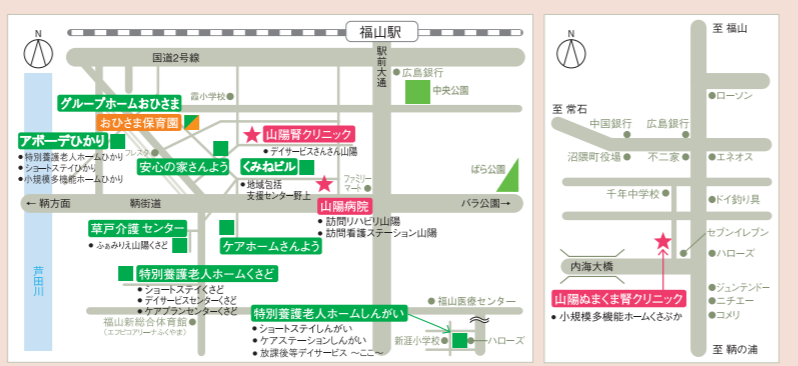 N
福山駅
国道2号線
駅前大通
広島銀行
中央公園
霞小学校
グループホームおひさま
おひさま保育園
アボーデひかり
●特別養護老人ホームひかり
●ショートステイひかり
●小規模多機能ホームひかり
フレスタ
安心の家さんよう
山陽腎クリニック
●デイサービスさんさん山陽
くみねビル
●地域包括
支援センター野上
ファミリー
マート
ばら公園
← 鞆方面
鞆街道
バラ公園→
山陽病院
●訪問リハビリ山陽
●訪問看護ステーション山陽
草戸介護 センター
●ふぁみりえ山陽くさど
ケアホームさんよう
芦田川
特別養護老人ホームくさど
●ショートステイくさど
●デイサービスセンターくさど
●ケアプランセンターくさど
福山新総合体育館
(エフピコアリーナふくやま)
福山医療センター
特別養護老人ホームしんがい
●ショートステイしんがい
●ケアステーションしんがい
●放課後等デイサービス ～ここ～
新涯小学校
ハローズ
N
至 福山
ローソン
至 常石
中国銀行
広島銀行
沼隈町役場
不二家
エネオス
千年中学校
ドイ釣り具
セブンイレブン
ハローズ
内海大橋
ジュンテンドー
ニチエー
コメリ
山陽ぬまくま腎クリニック
●小規模多機能ホームくさぶか
至 鞆の浦